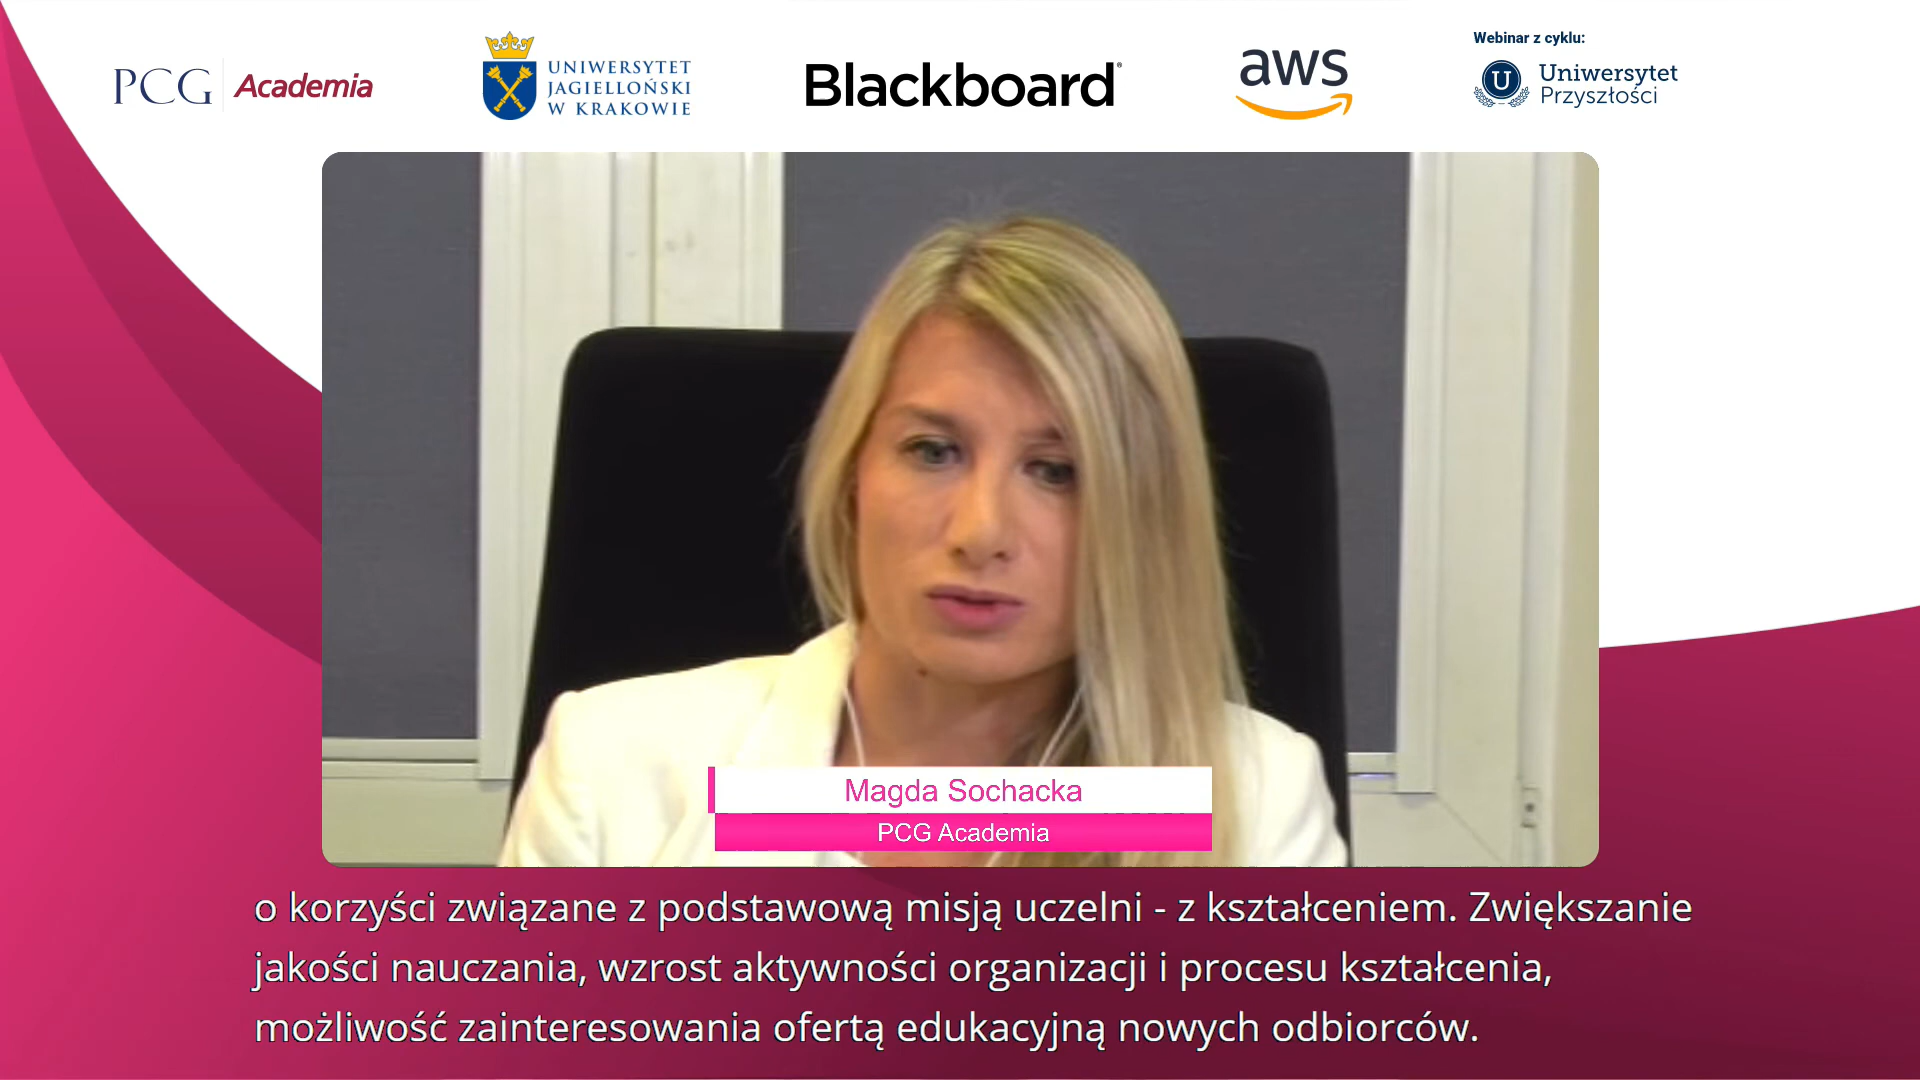 PCG Academia
UNIWERSYTET
JAGIELLOŃSKI
W KRAKOWIE
Blackboard
aws
Webinar z cyklu:
U
Uniwersytet
Przyszłości
Magda Sochacka
PCG Academia
o korzyści związane z podstawową misją uczelni - z kształceniem. Zwiększanie
jakości nauczania, wzrost aktywności organizacji i procesu kształcenia,
możliwość zainteresowania ofertą edukacyjną nowych odbiorców.